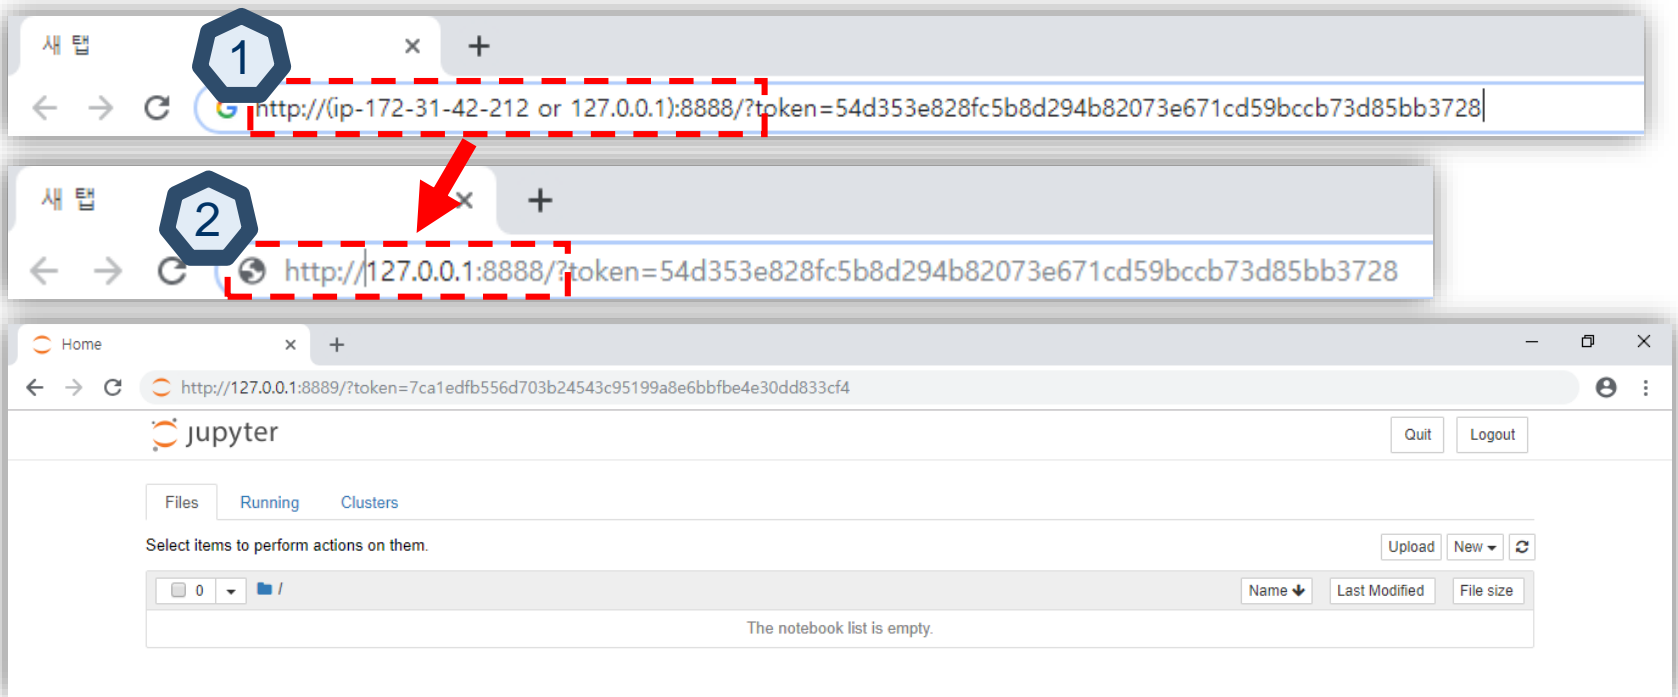 새 탭
1
http://(ip-172-31-42-212 or 127.0.0.1):8888/?token=54d353e828fc5b8d294b82073e671cd59bccb73d85bb3728
새 탭
2
http://127.0.0.1:8888/?token=54d353e828fc5b8d294b82073e671cd59bccb73d85bb3728
Home
http://127.0.0.1:8889/?token=7ca1edfb556d703b24543c95199a8e6bbfbe4e30dd833cf4
jupyter
Quit Logout
Files Running Clusters
Select items to perform actions on them.
Upload New
0 / Name Last Modified File size
The notebook list is empty.